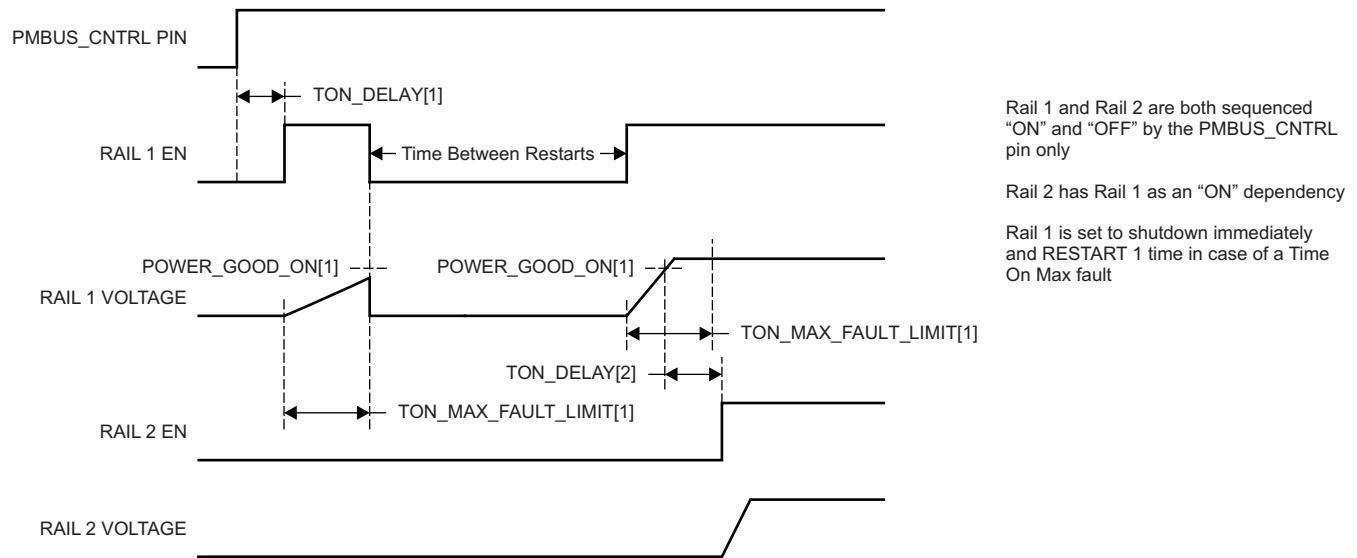 PMBUS_CNTRL PIN
TON_DELAY[1]
RAIL 1 EN
Time Between Restarts
POWER_GOOD_ON[1]
POWER_GOOD_ON[1]
RAIL 1 VOLTAGE
TON_MAX_FAULT_LIMIT[1]
TON_DELAY[2]
TON_MAX_FAULT_LIMIT[1]
RAIL 2 EN
RAIL 2 VOLTAGE
Rail 1 and Rail 2 are both sequenced
“ON” and “OFF” by the PMBUS_CNTRL
pin only
Rail 2 has Rail 1 as an “ON” dependency
Rail 1 is set to shutdown immediately
and RESTART 1 time in case of a Time
On Max fault